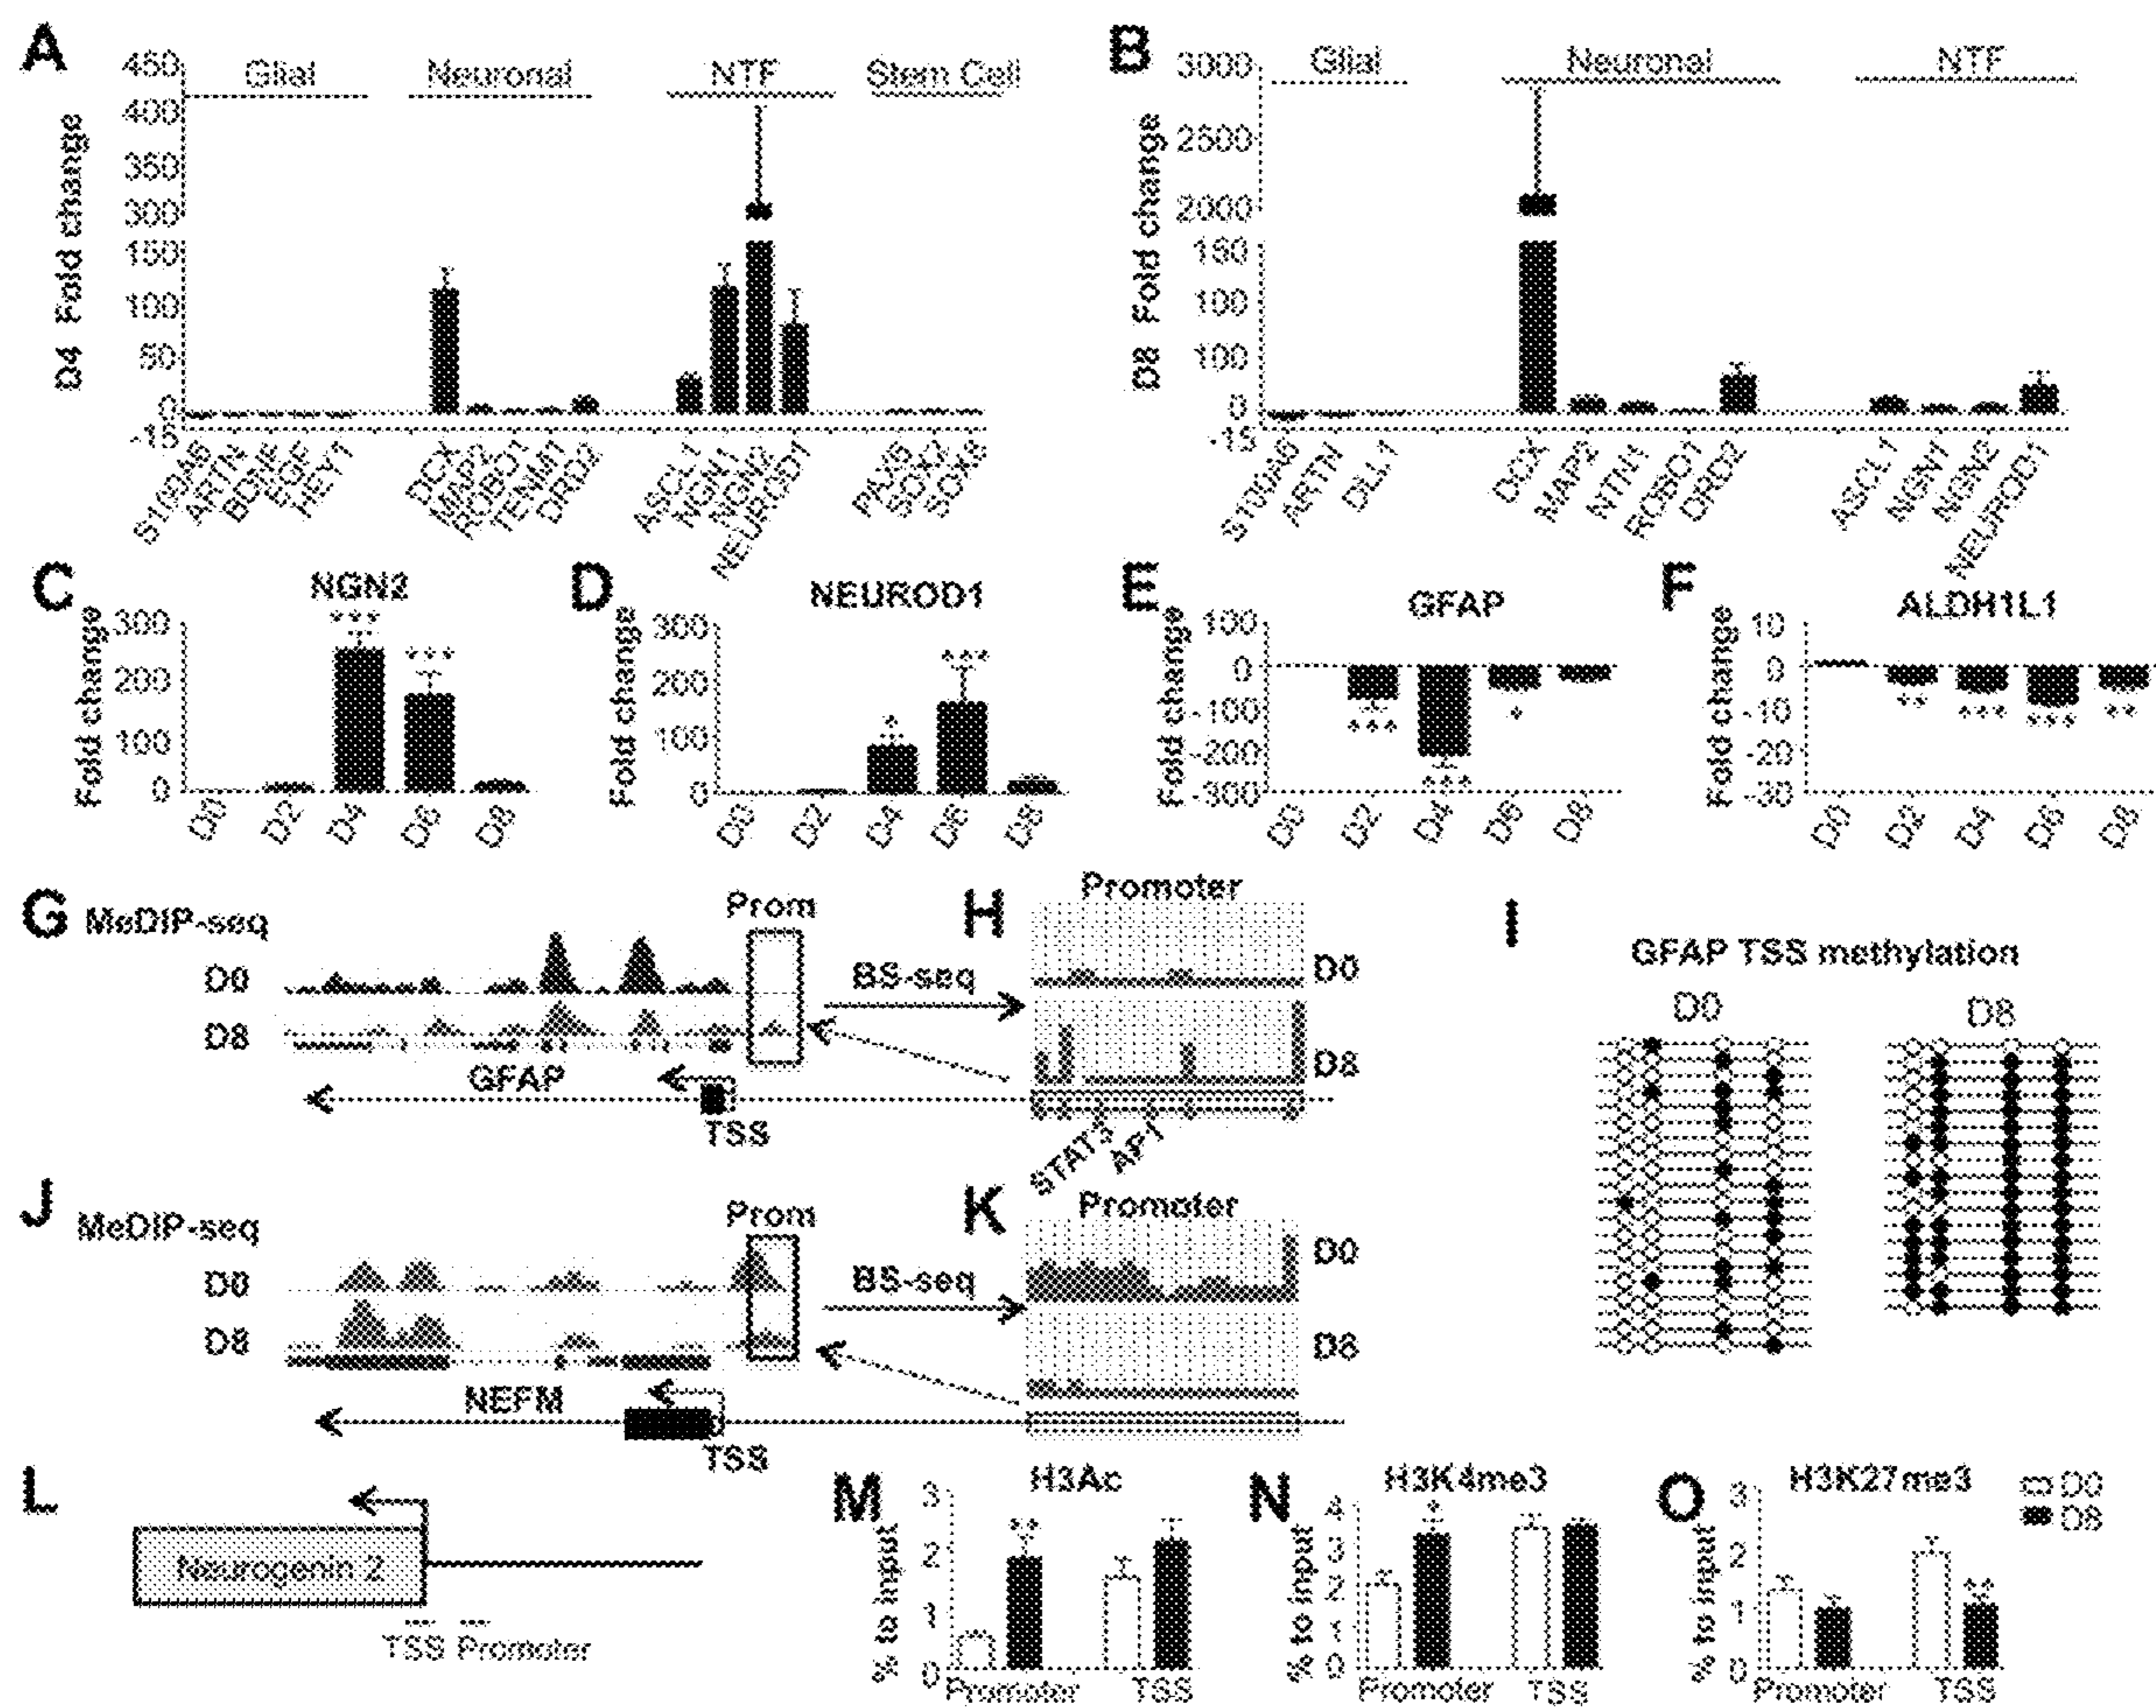 A
450
400
350
300
150
100
50
0
-15
D4 Fold change
Glial Neuronal NTF Stem Cell
S100A6 ARTN EGF HEY1 DCX MAP2 ROBO1 TENM1 DRD2 ASCL1 NGN1 NGN2 NEUROD1 PAX6 SOX2 SOX9
B
3000
2500
2000
150
100
100
0
-15
D8 Fold change
Glial Neuronal NTF
S100A6 ARTN DLL1 DCX MAP2 NTN1 ROBO1 DRD2 ASCL1 NGN1 NGN2 NEUROD1
C
NGN2
Fold change
300
200
100
0
D0 D2 D4 D6 D8
D
NEUROD1
Fold change
300
200
100
0
D0 D2 D4 D6 D8
E
GFAP
Fold change
100
0
-100
-200
-300
D0 D2 D4 D6 D8
F
ALDH1L1
Fold change
10
0
-10
-20
-30
D0 D2 D4 D6 D8
G
MeDIP-seq
Prom
D0
D8
BS-seq
GFAP
TSS
H
Promoter
D0
D8
STAT3 AP1
I
GFAP TSS methylation
D0 D8
J
MeDIP-seq
Prom
D0
D8
BS-seq
NEFM
TSS
K
Promoter
D0
D8
L
Neurogenin 2
TSS Promoter
M
H3Ac
% to input
3
2
1
0
Promoter TSS
N
H3K4me3
% to input
4
3
2
1
0
Promoter TSS
O
H3K27me3
% to input
3
2
1
0
Promoter TSS
D0
D8